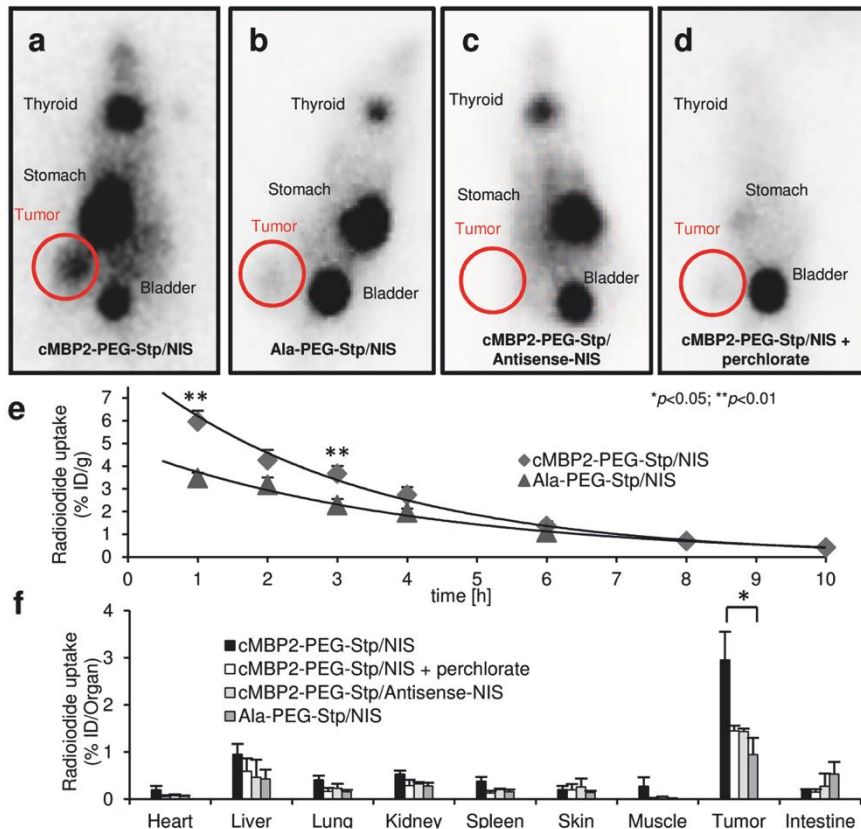 a
Thyroid
Stomach
Tumor
Bladder
cMBP2-PEG-Stp/NIS
b
Thyroid
Stomach
Tumor
Bladder
Ala-PEG-Stp/NIS
c
Thyroid
Stomach
Tumor
Bladder
cMBP2-PEG-Stp/
Antisense-NIS
d
Thyroid
Stomach
Tumor
Bladder
cMBP2-PEG-Stp/NIS +
perchlorate
e
*p<0.05; **p<0.01
Radioiodide uptake
(% ID/g)
7
6
5
4
3
2
1
0
**
**
cMBP2-PEG-Stp/NIS
Ala-PEG-Stp/NIS
0 1 2 3 4 5 6 7 8 9 10
time [h]
f
Radioiodide uptake
(% ID/Organ)
4
3
2
1
0
cMBP2-PEG-Stp/NIS
cMBP2-PEG-Stp/NIS + perchlorate
cMBP2-PEG-Stp/Antisense-NIS
Ala-PEG-Stp/NIS
*
Heart Liver Lung Kidney Spleen Skin Muscle Tumor Intestine